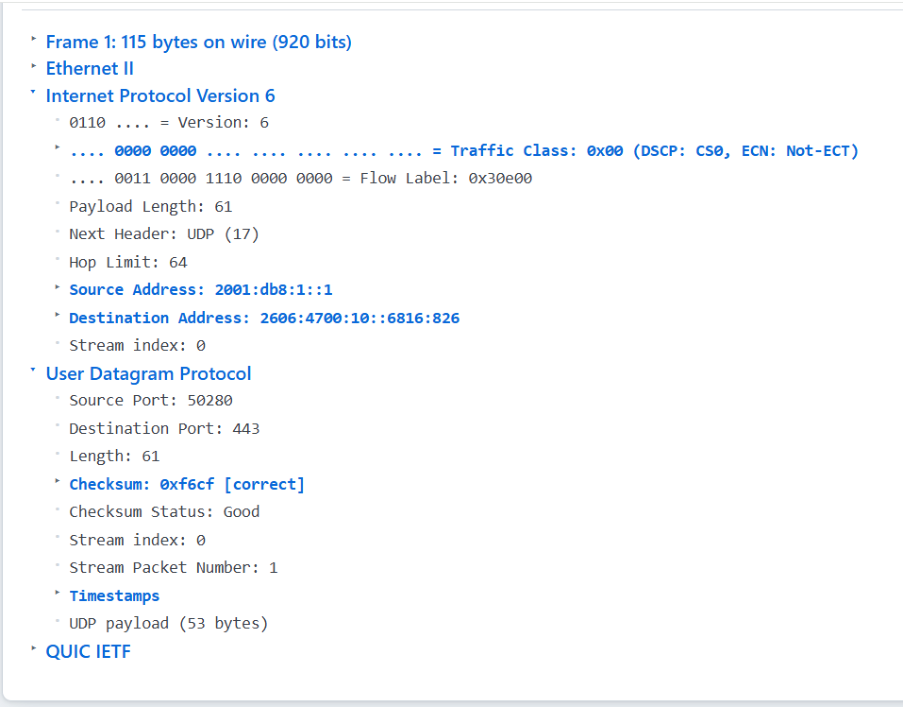 Frame 1: 115 bytes on wire (920 bits)
Ethernet II
Internet Protocol Version 6
0110 .... = Version: 6
.... 0000 0000 .... .... .... .... .... = Traffic Class: 0x00 (DSCP: CS0, ECN: Not-ECT)
.... 0011 0000 1110 0000 0000 = Flow Label: 0x30e00
Payload Length: 61
Next Header: UDP (17)
Hop Limit: 64
Source Address: 2001:db8:1::1
Destination Address: 2606:4700:10::6816:826
Stream index: 0
User Datagram Protocol
Source Port: 50280
Destination Port: 443
Length: 61
Checksum: 0xf6cf [correct]
Checksum Status: Good
Stream index: 0
Stream Packet Number: 1
Timestamps
UDP payload (53 bytes)
QUIC IETF